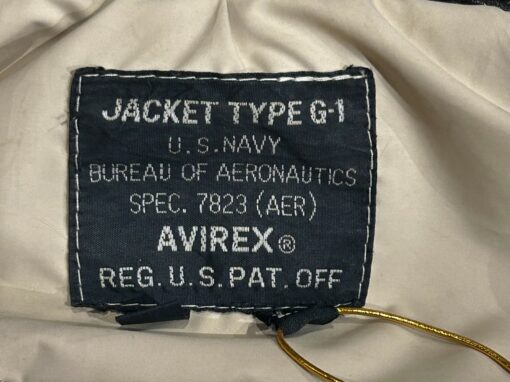 JACKET TYPE G-1
U.S. NAVY
BUREAU OF AERONAUTICS
SPEC. 7823 (AER)
AVIREX®
REG. U.S. PAT. OFF